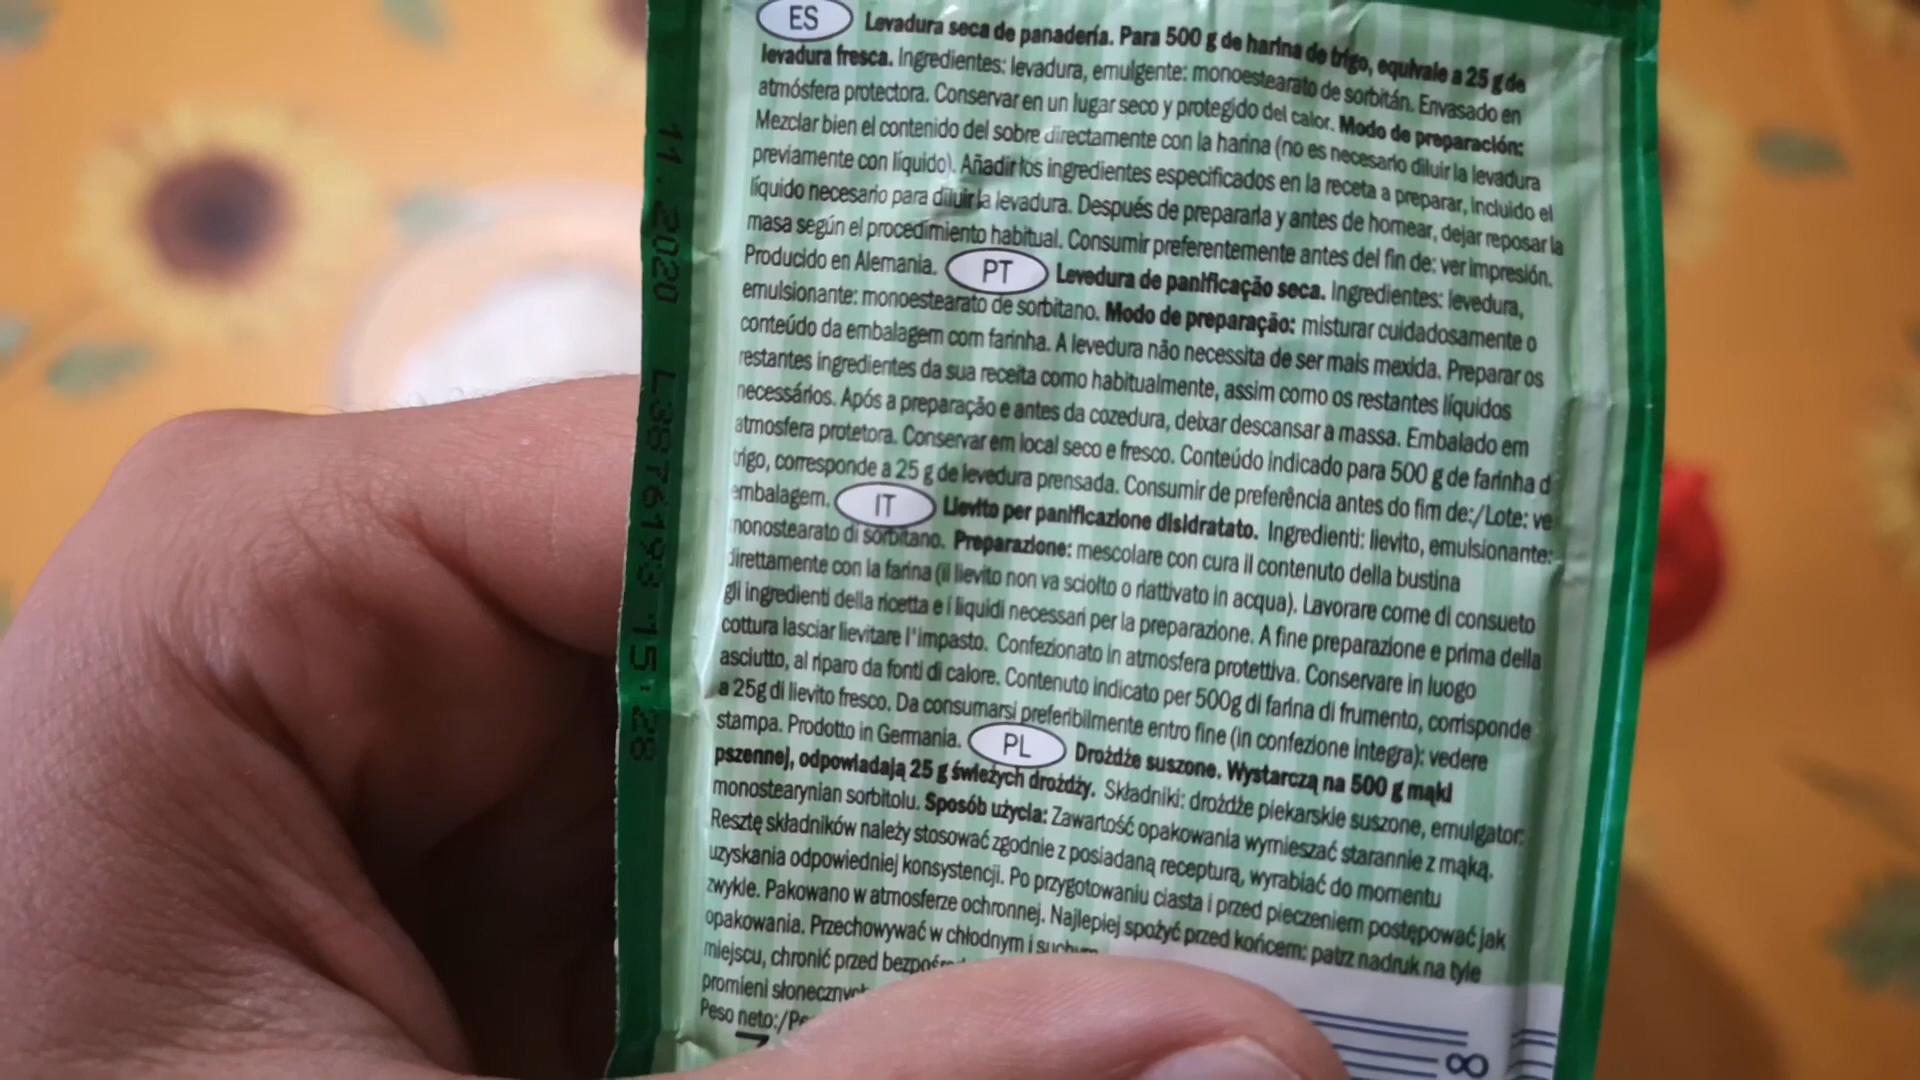 ES Levadura seca de panadería. Para 500 g de harina de trigo, equivale a 25 g de
levadura fresca. Ingredientes: levadura, emulgente: monoestearato de sorbitán. Envasado en
atmósfera protectora. Conservar en un lugar seco y protegido del calor. Modo de preparación:
Mezclar bien el contenido del sobre directamente con la harina (no es necesario diluir la levadura
previamente con líquido). Añadir los ingredientes especificados en la receta a preparar, incluido el
líquido necesario para diluir la levadura. Después de prepararla y antes de hornear, dejar reposar la
masa según el procedimiento habitual. Consumir preferentemente antes del fin de: ver impresión.
Producido en Alemania. PT Levedura de panificação seca. Ingredientes: levedura,
emulsionante: monoestearato de sorbitano. Modo de preparação: misturar cuidadosamente o
conteúdo da embalagem com farinha. A levedura não necessita de ser mais mexida. Preparar os
restantes ingredientes da sua receita como habitualmente, assim como os restantes líquidos
necessários. Após a preparação e antes da cozedura, deixar descansar a massa. Embalado em
atmosfera protetora. Conservar em local seco e fresco. Conteúdo indicado para 500 g de farinha d
trigo, corresponde a 25 g de levedura prensada. Consumir de preferência antes do fim de:/Lote: ve
embalagem. IT Lievito per panificazione disidratato. Ingredienti: lievito, emulsionante:
monostearato di sorbitano. Preparazione: mescolare con cura il contenuto della bustina
direttamente con la farina (il lievito non va sciolto o riattivato in acqua). Lavorare come di consueto
gli ingredienti della ricetta e i liquidi necessari per la preparazione. A fine preparazione e prima della
cottura lasciar lievitare l'impasto. Confezionato in atmosfera protettiva. Conservare in luogo
asciutto, al riparo da fonti di calore. Contenuto indicato per 500g di farina di frumento, corrisponde
a 25g di lievito fresco. Da consumarsi preferibilmente entro fine (in confezione integra): vedere
stampa. Prodotto in Germania. PL Drożdże suszone. Wystarczą na 500 g mąki
pszennej, odpowiadają 25 g świeżych drożdży. Składniki: drożdże piekarskie suszone, emulgator:
monostearynian sorbitolu. Sposób użycia: Zawartość opakowania wymieszać starannie z mąką.
Resztę składników należy stosować zgodnie z posiadaną recepturą, wyrabiać do momentu
uzyskania odpowiedniej konsystencji. Po przygotowaniu ciasta i przed pieczeniem postępować jak
zwykle. Pakowano w atmosferze ochronnej. Najlepiej spożyć przed końcem: patrz nadruk na tyle
opakowania. Przechowywać w chłodnym i suchym
miejscu, chronić przed
promieni słonecznych
Peso neto:/Pe
11.2020 L3876193 15:28
8